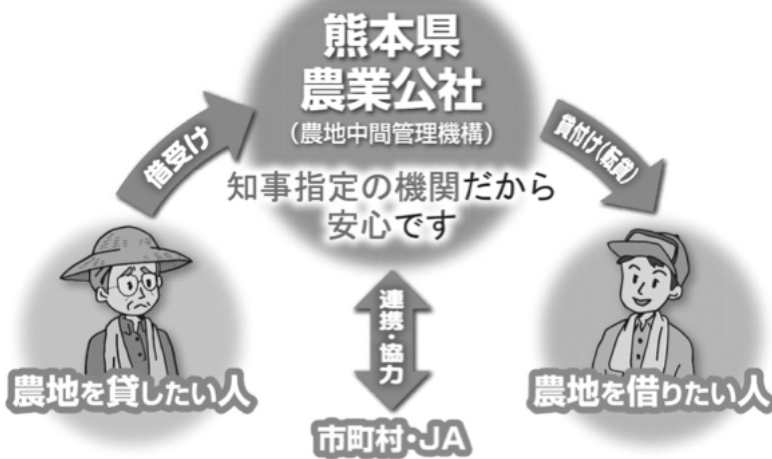 熊本県
農業公社
（農地中間管理機構）
知事指定の機関だから
安心です
借受け
貸付け（転貸）
連携・協力
農地を貸したい人
農地を借りたい人
市町村・JA